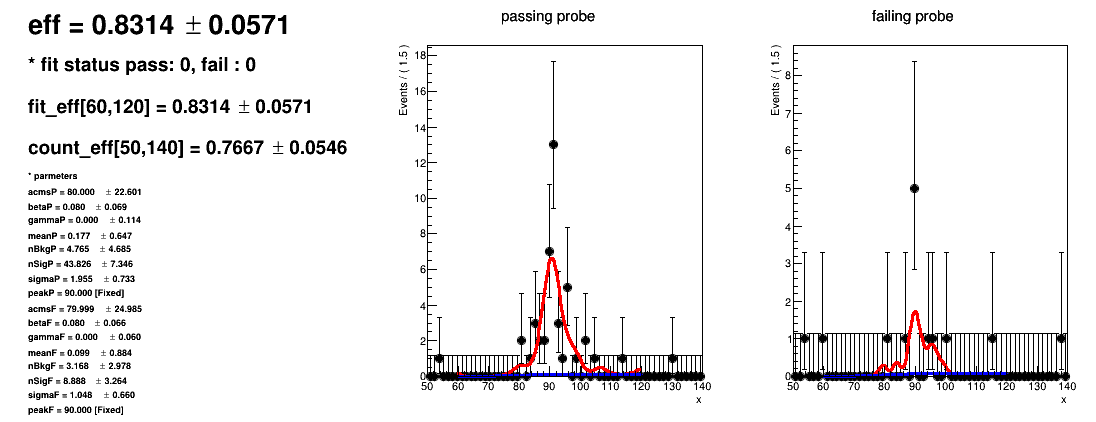 eff = 0.8314 ± 0.0571
* fit status pass: 0, fail : 0
fit_eff[60,120] = 0.8314 ± 0.0571
count_eff[50,140] = 0.7667 ± 0.0546
* parmeters
acmsP = 80.000 ± 22.601
betaP = 0.080 ± 0.069
gammaP = 0.000 ± 0.114
meanP = 0.177 ± 0.647
nBkgP = 4.765 ± 4.685
nSigP = 43.826 ± 7.346
sigmaP = 1.955 ± 0.733
peakP = 90.000 [Fixed]
acmsF = 79.999 ± 24.985
betaF = 0.080 ± 0.066
gammaF = 0.000 ± 0.060
meanF = 0.099 ± 0.884
nBkgF = 3.168 ± 2.978
nSigF = 8.888 ± 3.264
sigmaF = 1.048 ± 0.660
peakF = 90.000 [Fixed]
passing probe
Events / ( 1.5 )
18
16
14
12
10
8
6
4
2
0
50 60 70 80 90 100 110 120 130 140
x
failing probe
Events / ( 1.5 )
8
7
6
5
4
3
2
1
0
50 60 70 80 90 100 110 120 130 140
x